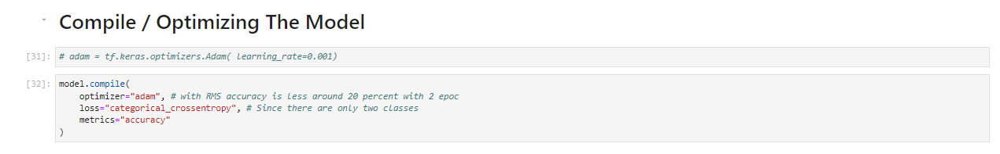 Compile / Optimizing The Model
[31]: # adam = tf.keras.optimizers.Adam( learning_rate=0.001)
[32]: model.compile(
    optimizer="adam", # with RMS accuracy is less around 20 percent with 2 epoc
    loss="categorical_crossentropy", # Since there are only two classes
    metrics="accuracy"
)